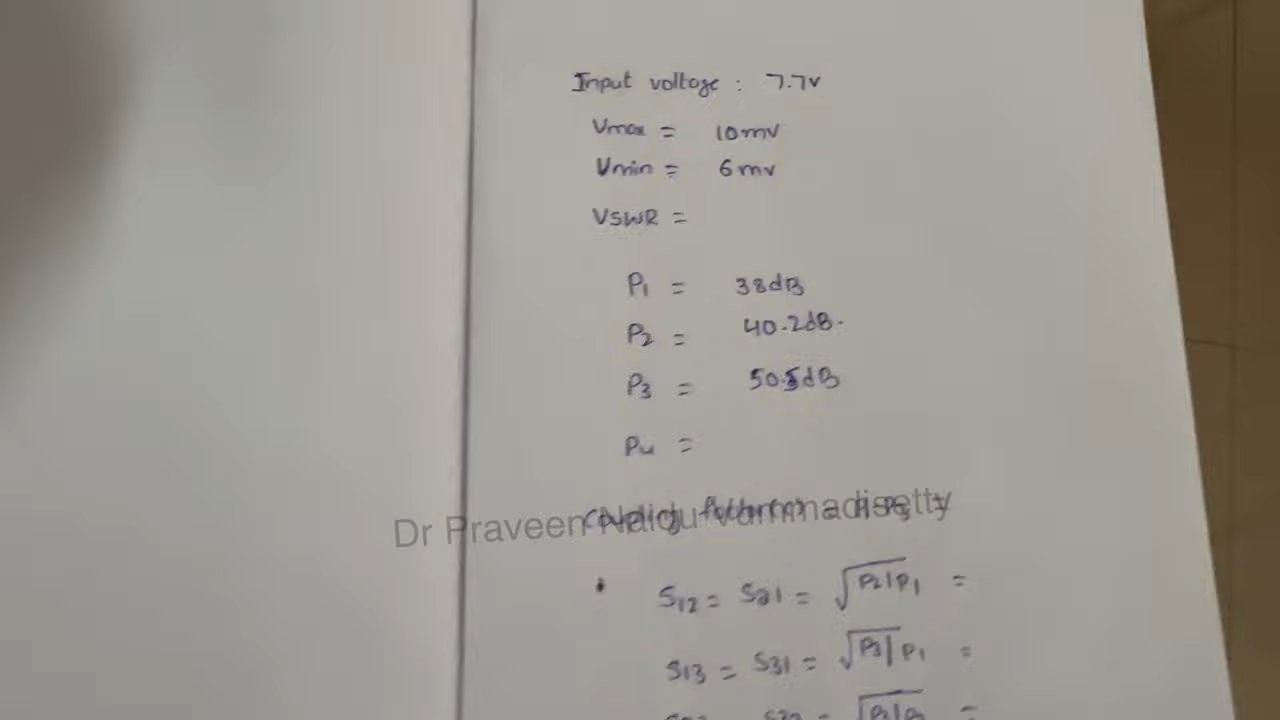 Input voltage : 7.7v
Vmax = 10mv
Vmin = 6mv
VSWR =
P1 = 38dB
P2 = 40.2dB.
P3 = 50.5dB
P4 =
Dr Praveen Naidu Vummadisetty
S12 = S21 = √P2/P1 =
S13 = S31 = √P3/P1 =